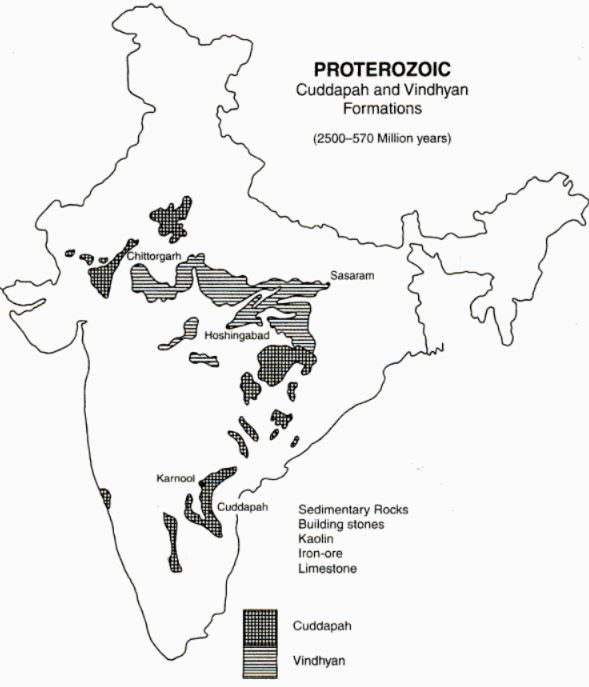 PROTEROZOIC
Cuddapah and Vindhyan
Formations
(2500–570 Million years)
Chittorgarh
Sasaram
Hoshingabad
Karnool
Cuddapah
Sedimentary Rocks
Building stones
Kaolin
Iron-ore
Limestone
Cuddapah
Vindhyan